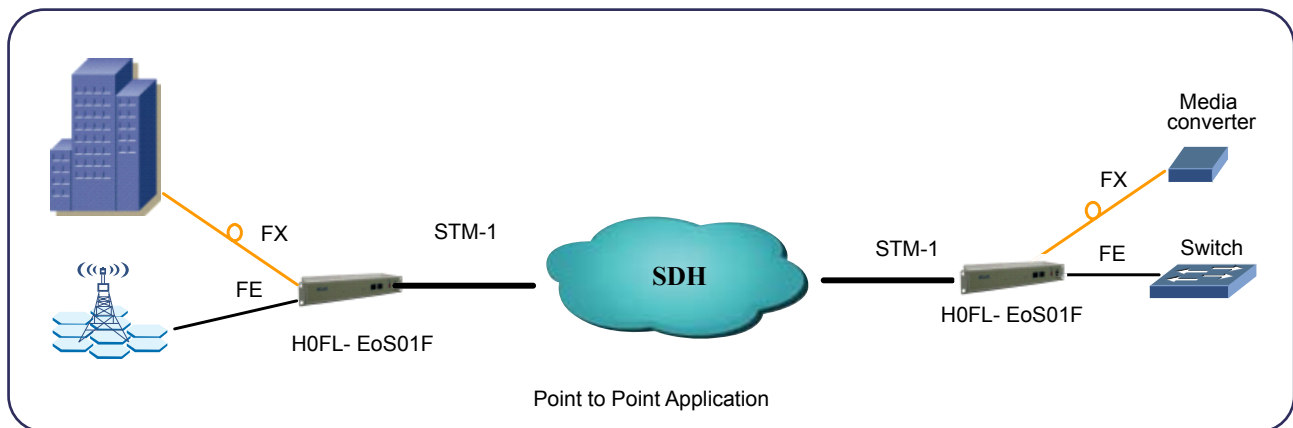 Media
converter
FX
FX
STM-1
STM-1
SDH
FE
Switch
FE
H0FL- EoS01F
H0FL- EoS01F
Point to Point Application